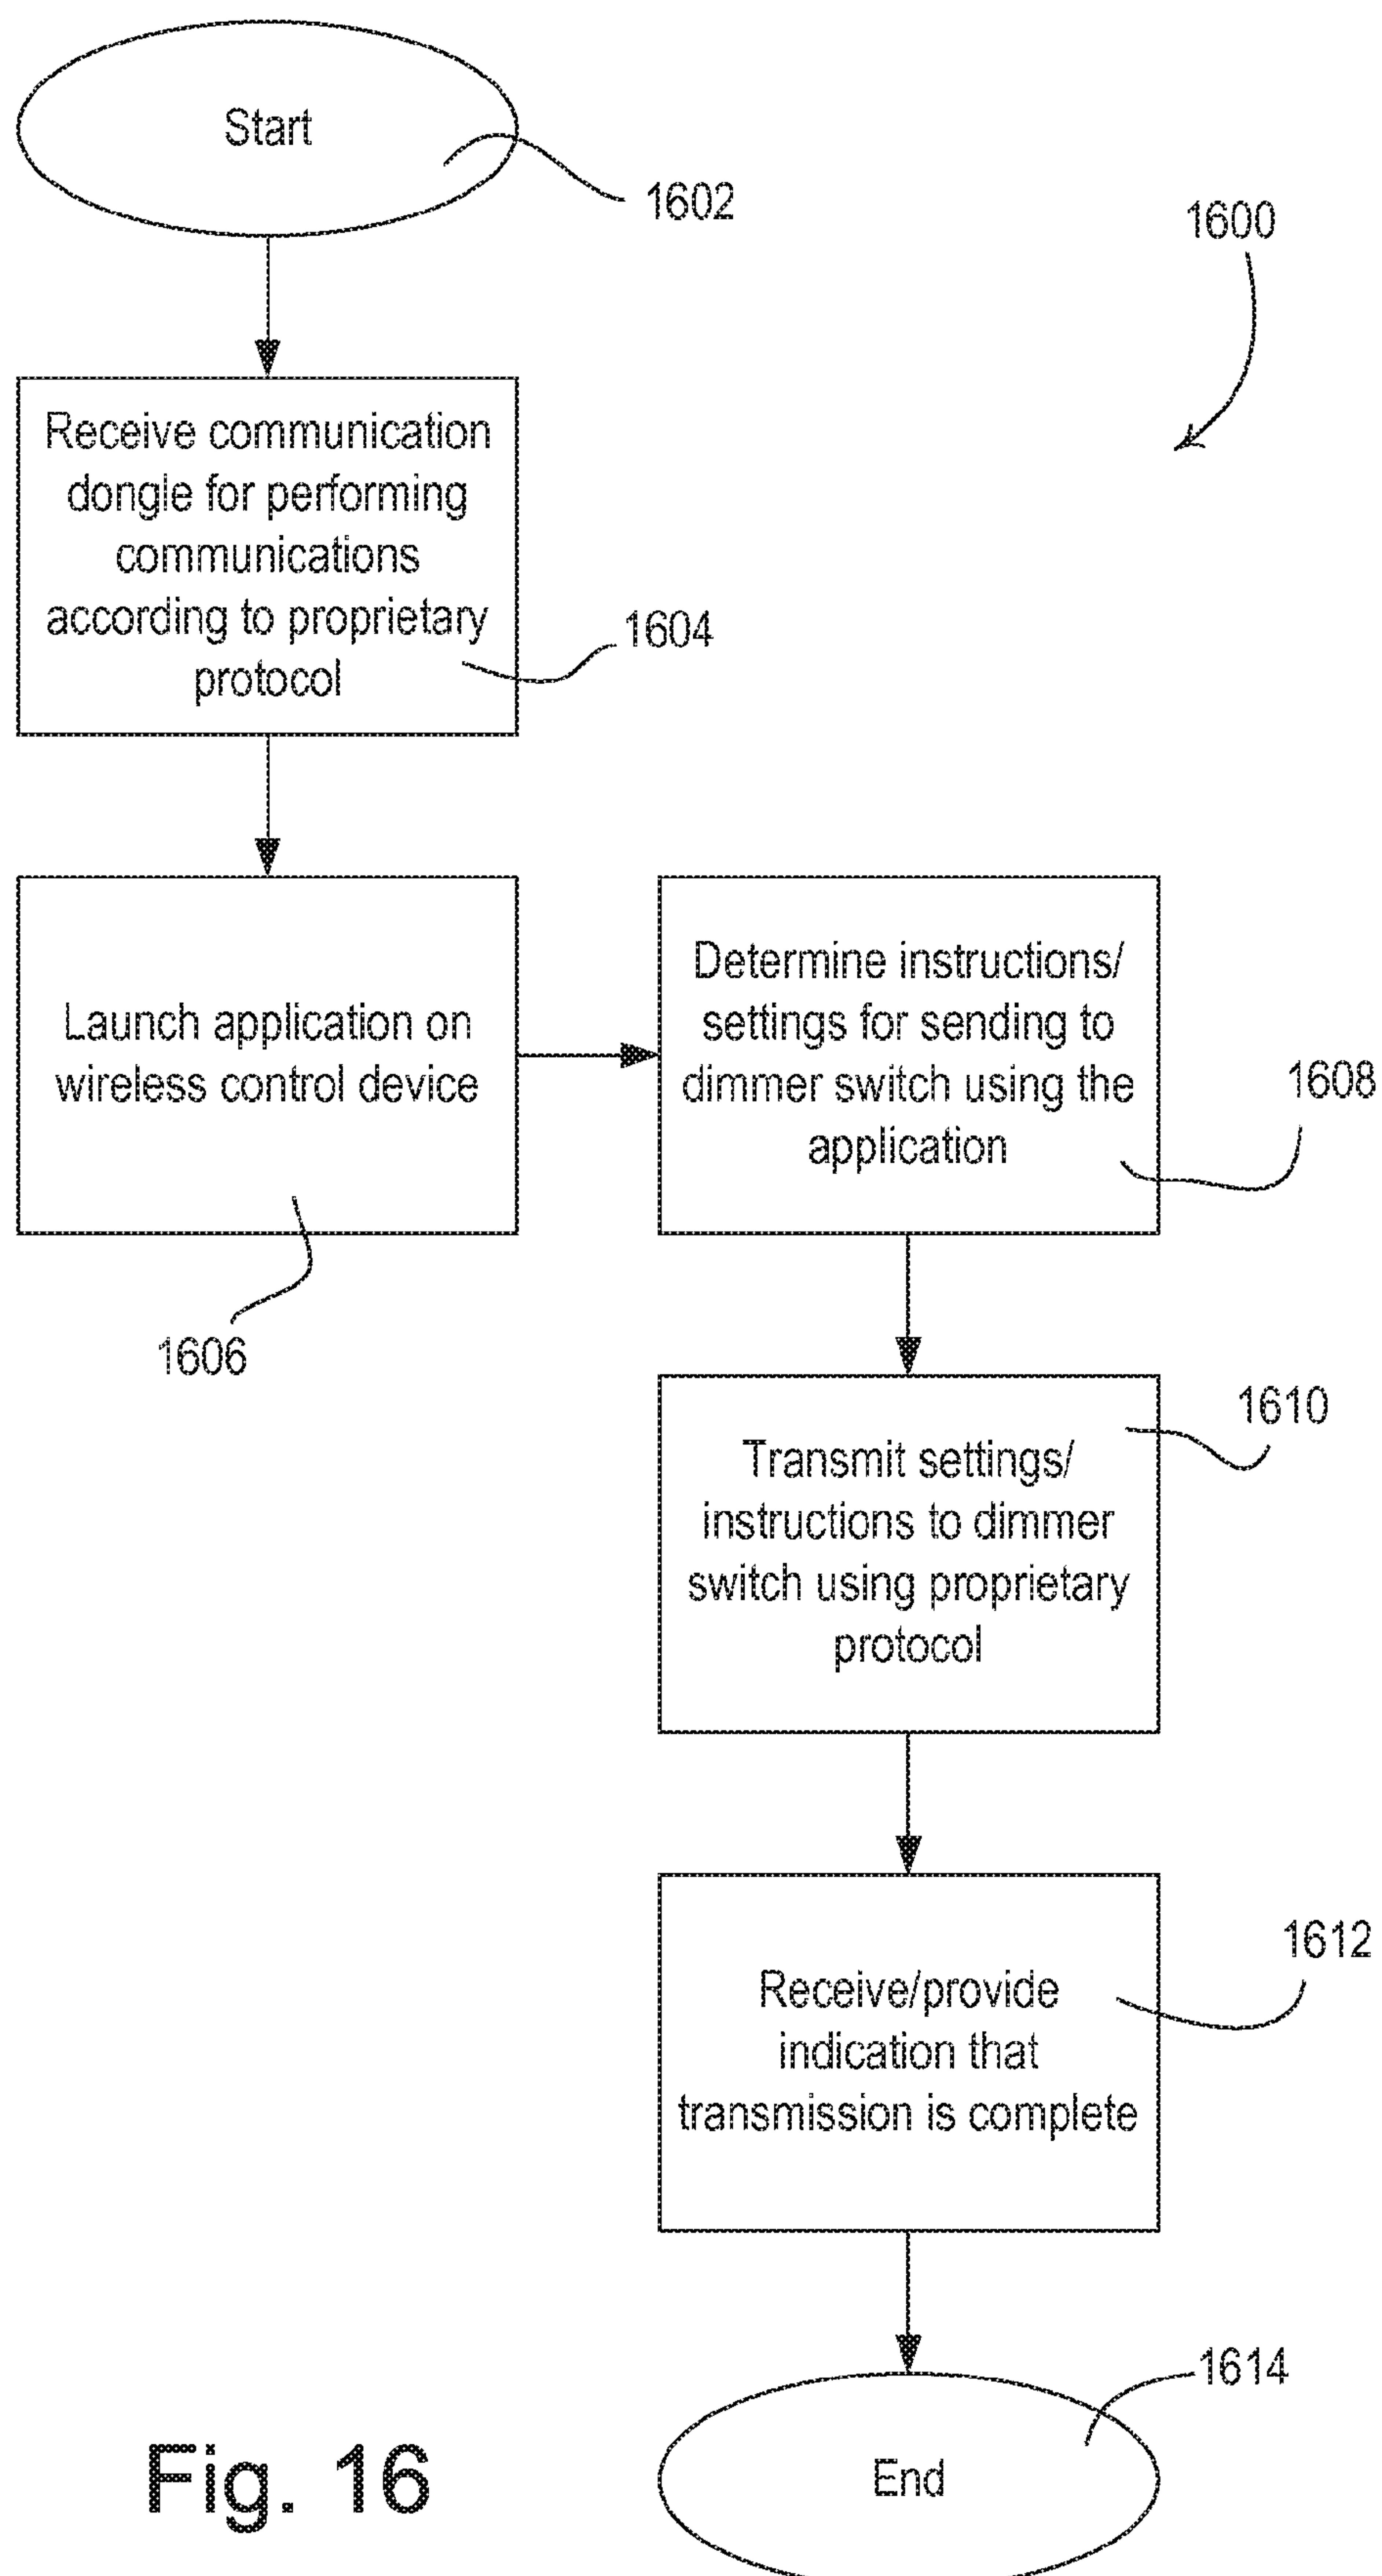 Start
1602
1600
Receive communication
dongle for performing
communications
according to proprietary
protocol
1604
Launch application on
wireless control device
1606
Determine instructions/
settings for sending to
dimmer switch using the
application
1608
Transmit settings/
instructions to dimmer
switch using proprietary
protocol
1610
Receive/provide
indication that
transmission is complete
1612
End
1614
Fig. 16